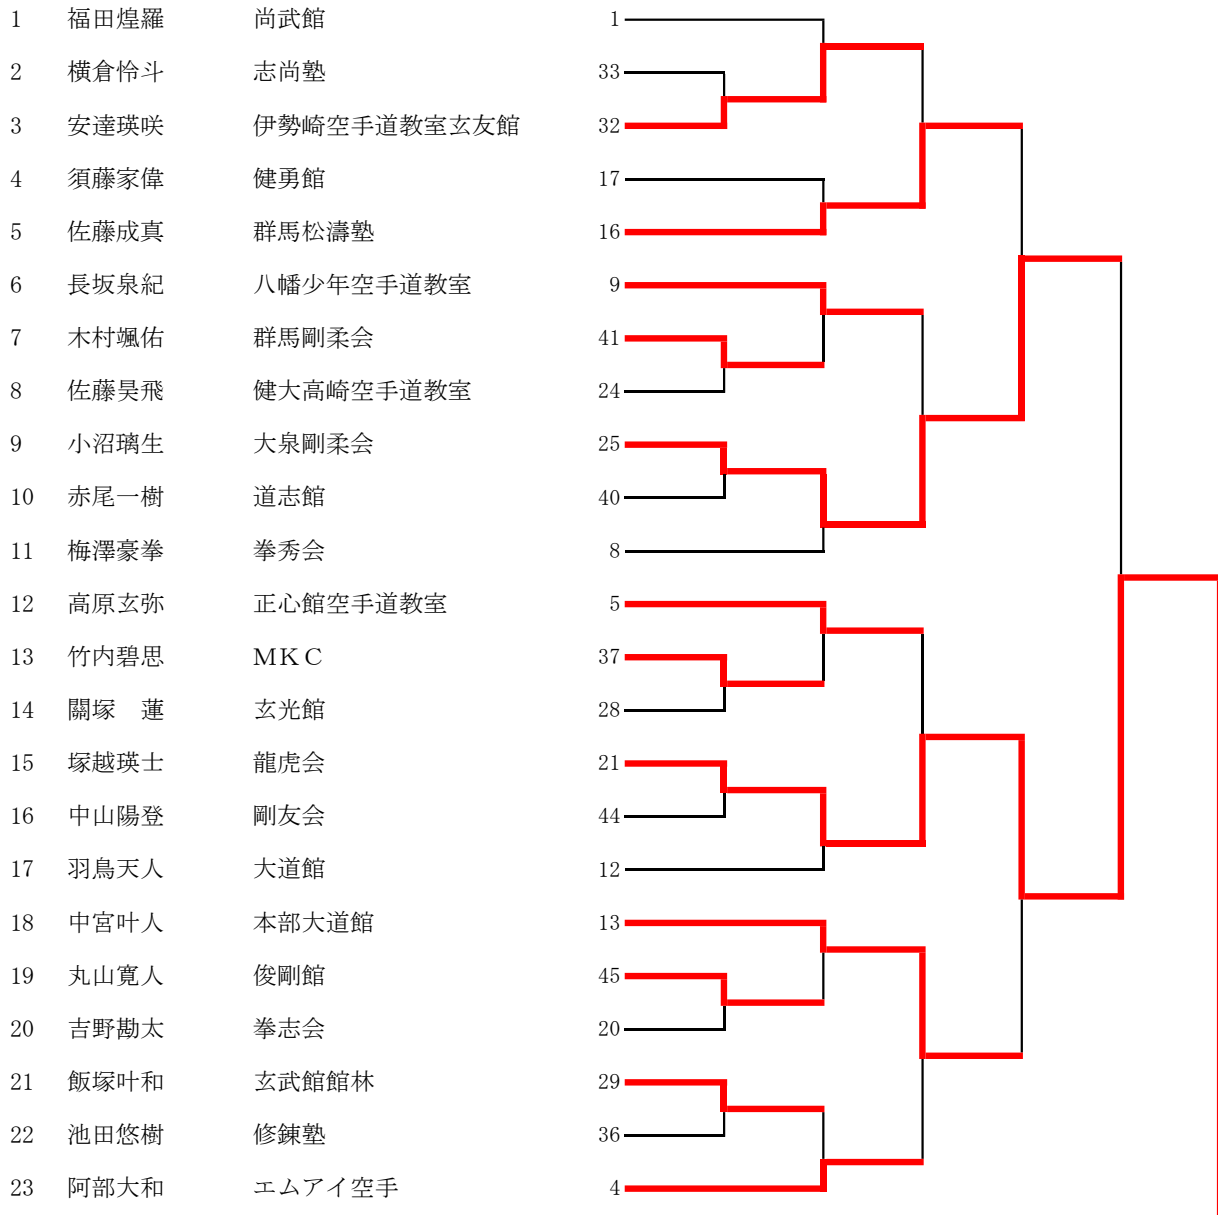 1 福田煌羅 尚武館 1
2 横倉怜斗 志尚塾 33
3 安達瑛咲 伊勢崎空手道教室玄友館 32
4 須藤家偉 健勇館 17
5 佐藤成真 群馬松濤塾 16
6 長坂泉紀 八幡少年空手道教室 9
7 木村颯佑 群馬剛柔会 41
8 佐藤昊飛 健大高崎空手道教室 24
9 小沼璃生 大泉剛柔会 25
10 赤尾一樹 道志館 40
11 梅澤豪拳 拳秀会 8
12 高原玄弥 正心館空手道教室 5
13 竹内碧思 ＭＫＣ 37
14 關塚　蓮 玄光館 28
15 塚越瑛士 龍虎会 21
16 中山陽登 剛友会 44
17 羽鳥天人 大道館 12
18 中宮叶人 本部大道館 13
19 丸山寛人 俊剛館 45
20 吉野勘太 拳志会 20
21 飯塚叶和 玄武館館林 29
22 池田悠樹 修錬塾 36
23 阿部大和 エムアイ空手 4